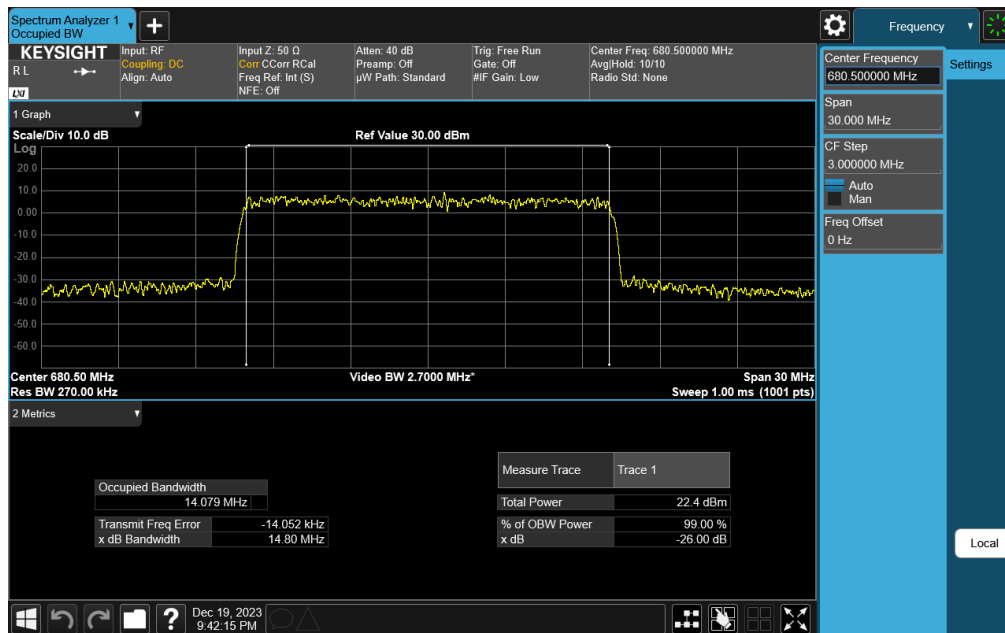 Spectrum Analyzer 1
Occupied BW
Frequency
KEYSIGHT
R L
LXI
Input: RF
Coupling: DC
Align: Auto
Input Z: 50 Ω
Corr CCorr RCal
Freq Ref: Int (S)
NFE: Off
Atten: 40 dB
Preamp: Off
µW Path: Standard
Trig: Free Run
Gate: Off
#IF Gain: Low
Center Freq: 680.500000 MHz
Avg|Hold: 10/10
Radio Std: None
Center Frequency
680.500000 MHz
Settings
Span
30.000 MHz
CF Step
3.000000 MHz
Auto
Man
Freq Offset
0 Hz
Local
1 Graph
Scale/Div 10.0 dB
Ref Value 30.00 dBm
Log
20.0
10.0
0.00
-10.0
-20.0
-30.0
-40.0
-50.0
-60.0
Center 680.50 MHz
Video BW 2.7000 MHz*
Span 30 MHz
Res BW 270.00 kHz
Sweep 1.00 ms (1001 pts)
2 Metrics
Occupied Bandwidth
14.079 MHz
Transmit Freq Error -14.052 kHz
x dB Bandwidth 14.80 MHz
Measure Trace Trace 1
Total Power 22.4 dBm
% of OBW Power 99.00 %
x dB -26.00 dB
?
Dec 19, 2023
9:42:15 PM